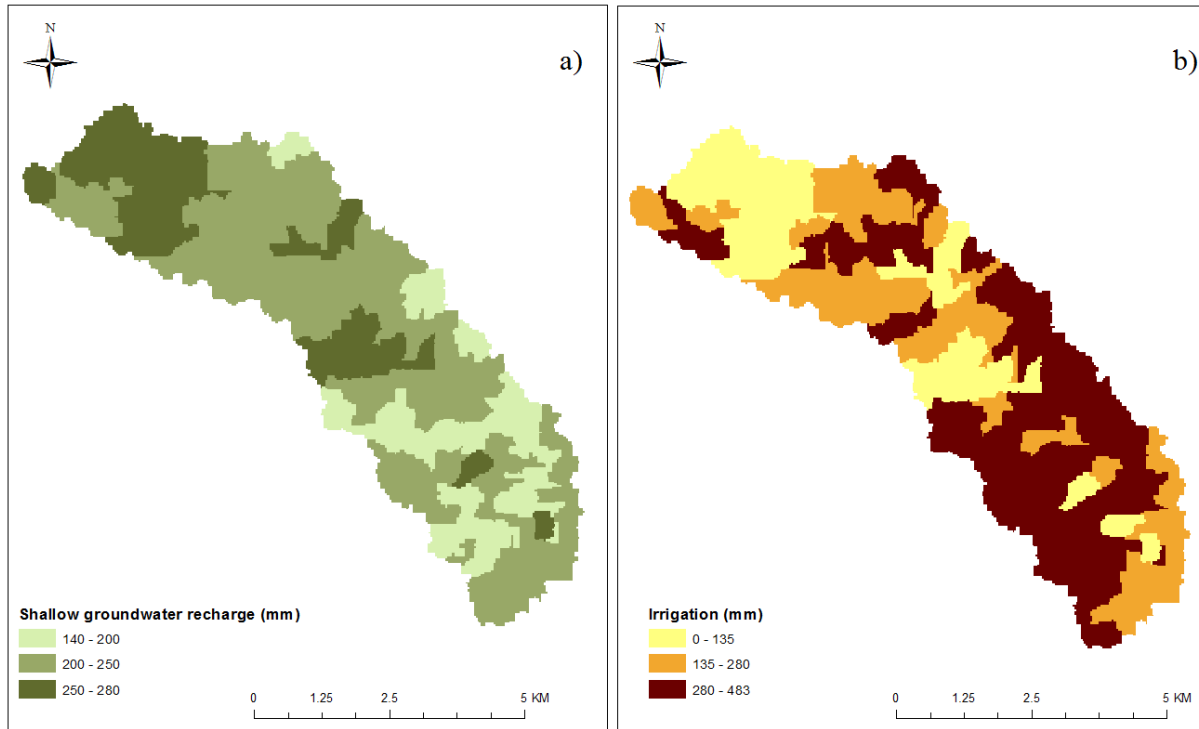 N
a)
Shallow groundwater recharge (mm)
140 - 200
200 - 250
250 - 280
0 1.25 2.5 5 KM
N
b)
Irrigation (mm)
0 - 135
135 - 280
280 - 483
0 1.25 2.5 5 KM